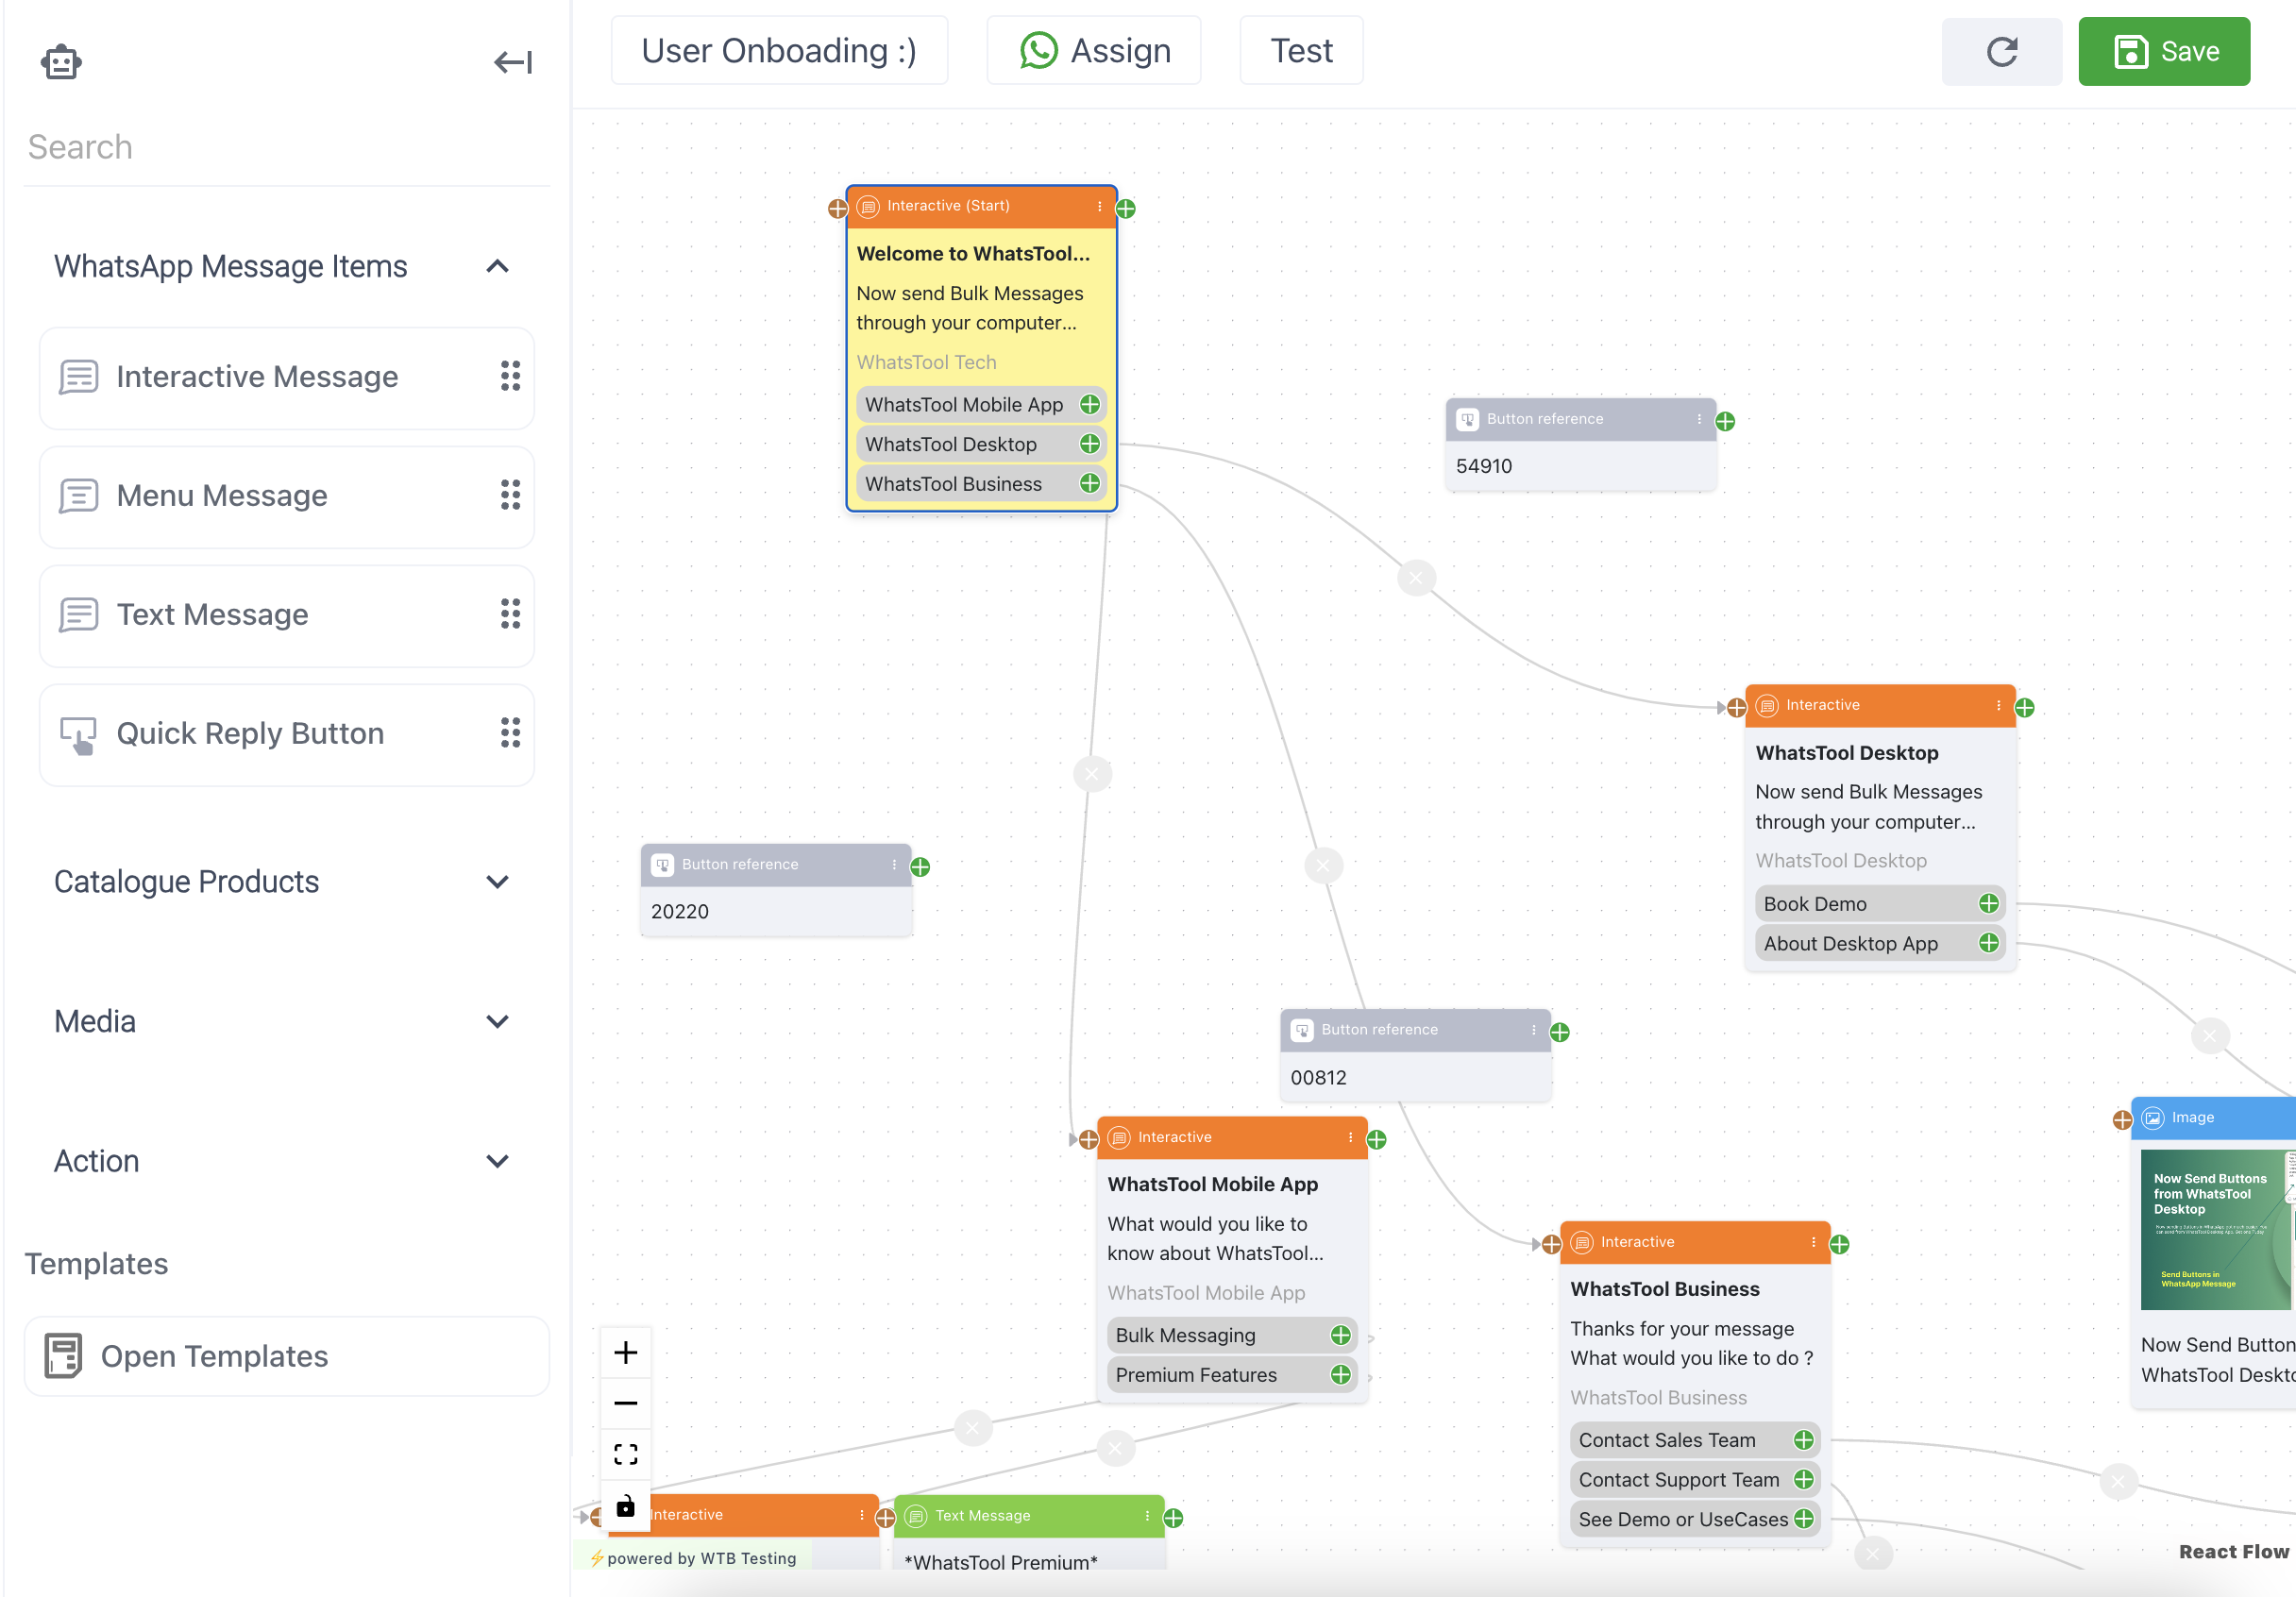 User Onboading :)
Assign
Test
Save
Search
WhatsApp Message Items
Interactive Message
Menu Message
Text Message
Quick Reply Button
Catalogue Products
Media
Action
Templates
Open Templates
Interactive (Start)
Welcome to WhatsTool...
Now send Bulk Messages
through your computer...
WhatsTool Tech
WhatsTool Mobile App
WhatsTool Desktop
WhatsTool Business
Button reference
54910
Interactive
WhatsTool Desktop
Now send Bulk Messages
through your computer...
WhatsTool Desktop
Book Demo
About Desktop App
Button reference
20220
Button reference
00812
Interactive
WhatsTool Mobile App
What would you like to
know about WhatsTool...
WhatsTool Mobile App
Bulk Messaging
Premium Features
Interactive
WhatsTool Business
Thanks for your message
What would you like to do ?
WhatsTool Business
Contact Sales Team
Contact Support Team
See Demo or UseCases
Image
Now Send Buttons
from WhatsTool
Desktop
Send Buttons in
WhatsApp Message
Now Send Button
WhatsTool Deskto
Interactive
Text Message
*WhatsTool Premium*
⚡powered by WTB Testing
React Flow